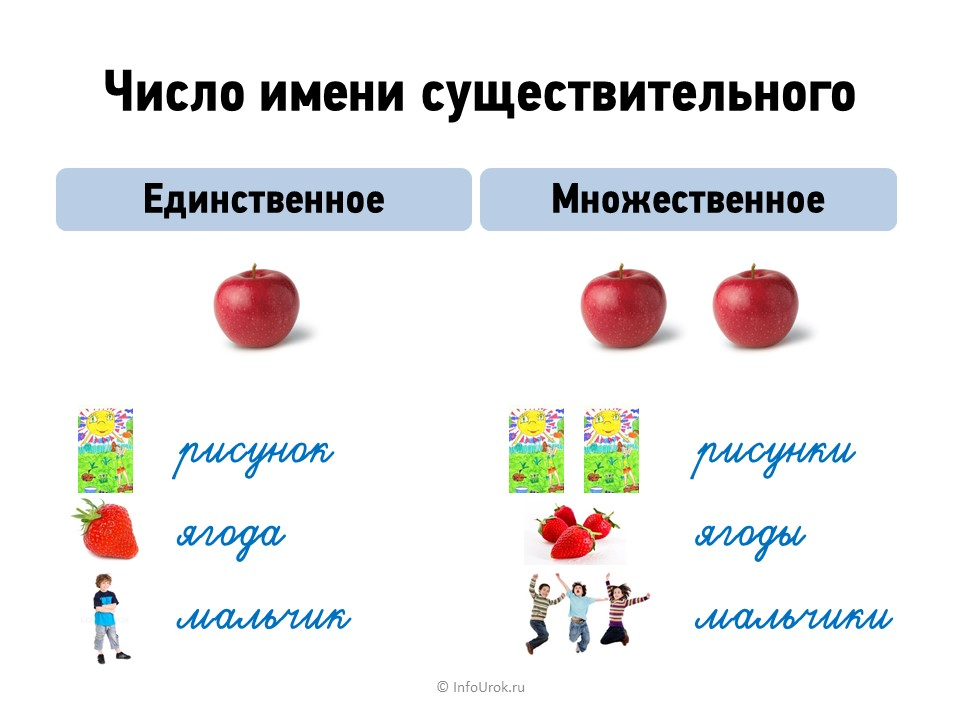 Число имени существительного
Единственное Множественное
рисунок рисунки
ягода ягоды
мальчик мальчики
© InfoUrok.ru